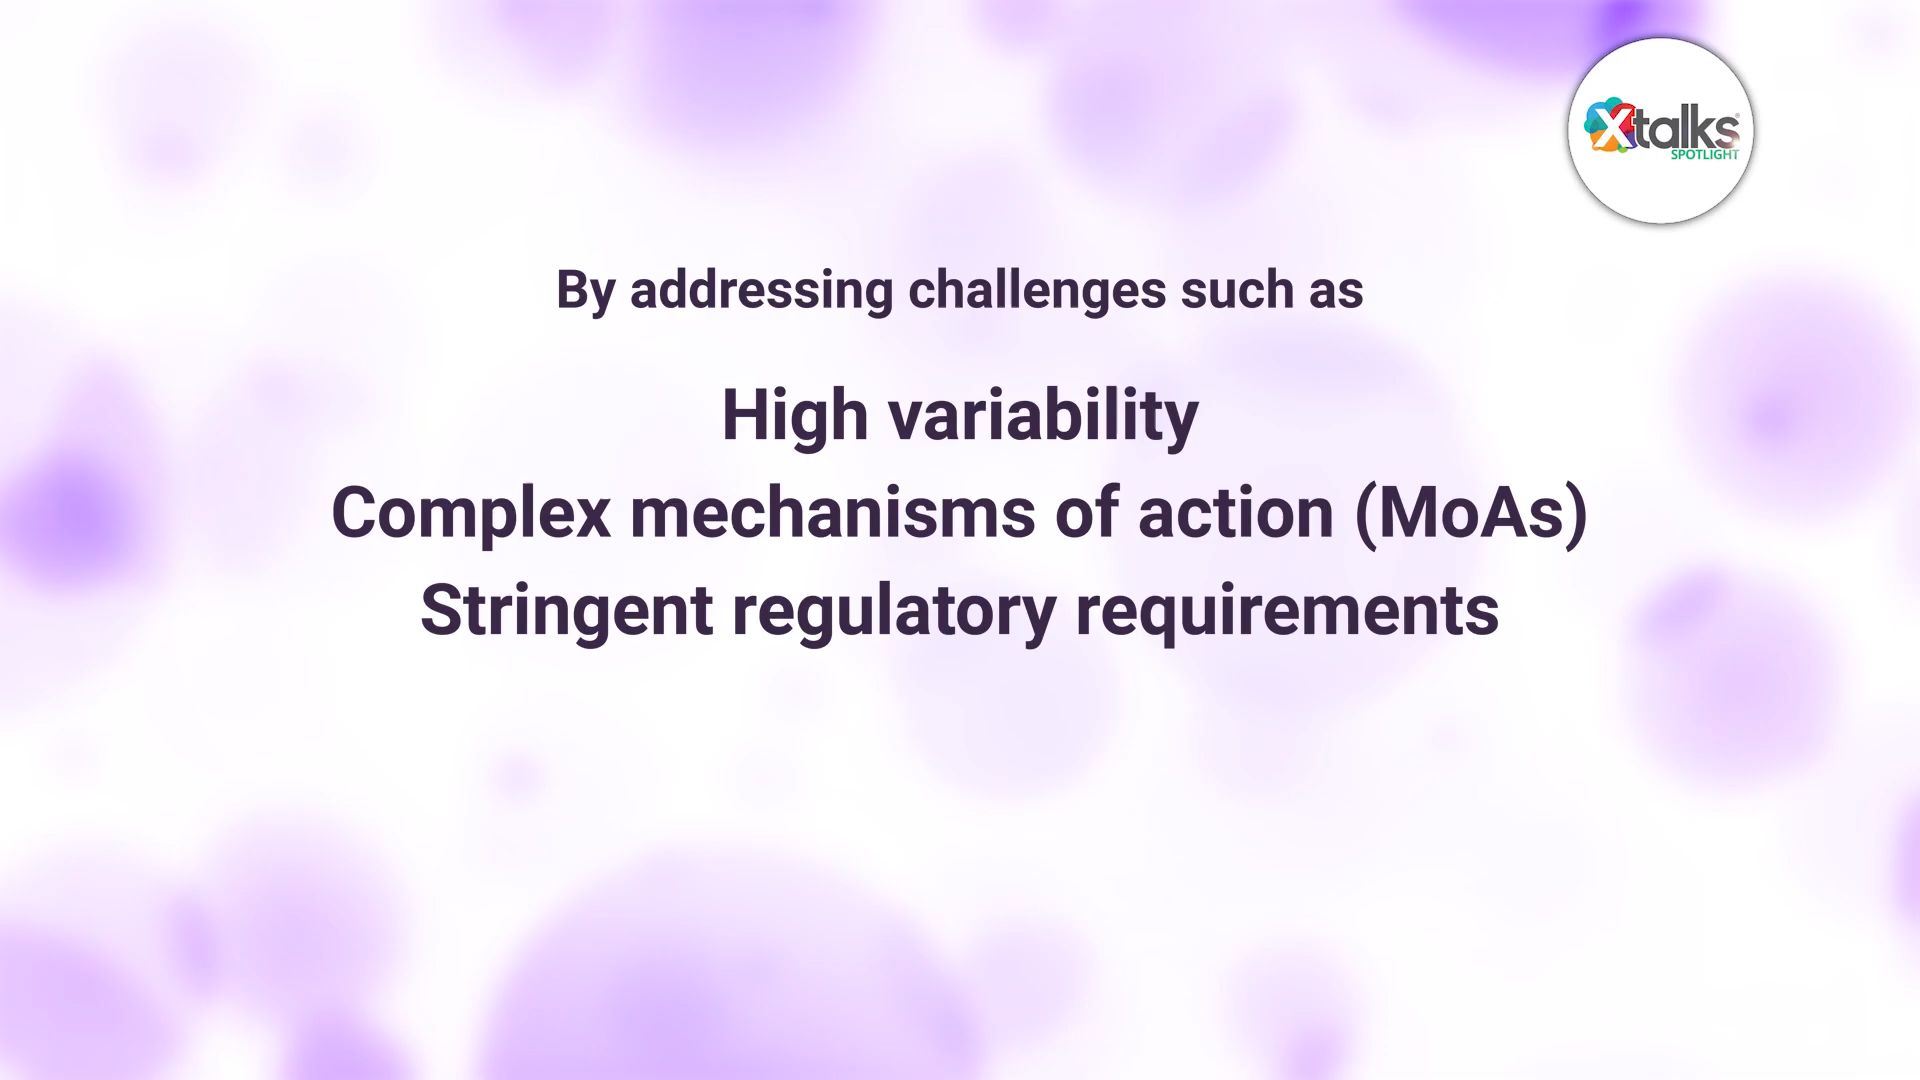 Xtalks
SPOTLIGHT
By addressing challenges such as
High variability
Complex mechanisms of action (MoAs)
Stringent regulatory requirements